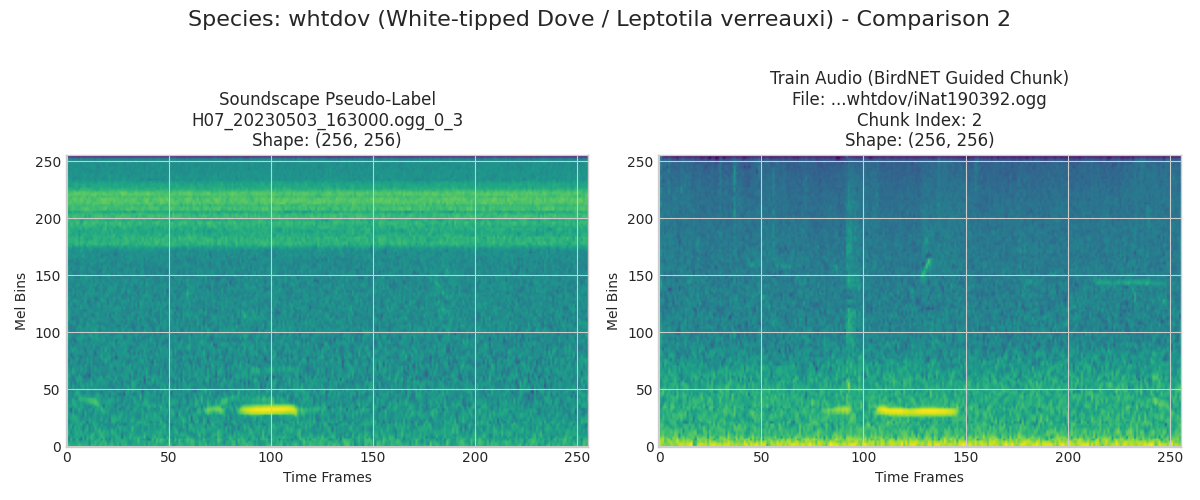 Species: whtdov (White-tipped Dove / Leptotila verreauxi) - Comparison 2
Soundscape Pseudo-Label
H07_20230503_163000.ogg_0_3
Shape: (256, 256)
250
200
150
100
50
0
Mel Bins
0 50 100 150 200 250
Time Frames
Train Audio (BirdNET Guided Chunk)
File: ...whtdov/iNat190392.ogg
Chunk Index: 2
Shape: (256, 256)
250
200
150
100
50
0
Mel Bins
0 50 100 150 200 250
Time Frames